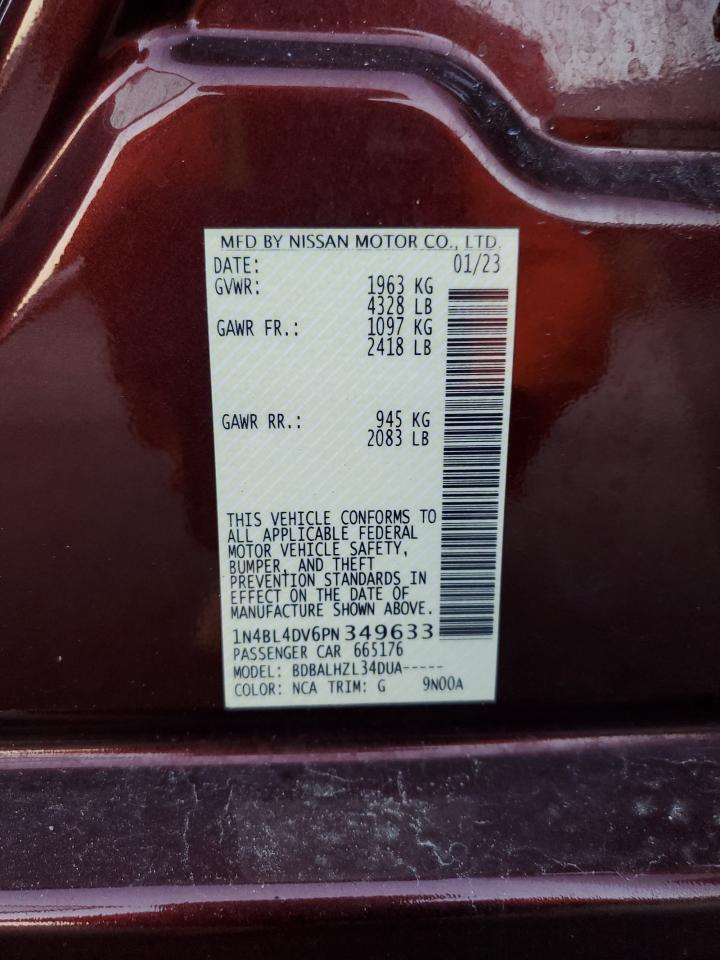 MFD BY NISSAN MOTOR CO., LTD.
DATE: 01/23
GVWR: 1963 KG
4328 LB
GAWR FR.: 1097 KG
2418 LB
GAWR RR.: 945 KG
2083 LB
THIS VEHICLE CONFORMS TO
ALL APPLICABLE FEDERAL
MOTOR VEHICLE SAFETY,
BUMPER, AND THEFT
PREVENTION STANDARDS IN
EFFECT ON THE DATE OF
MANUFACTURE SHOWN ABOVE.
1N4BL4DV6PN349633
PASSENGER CAR 665176
MODEL: BDBALHZL34DUA-----
COLOR: NCA TRIM: G 9N00A